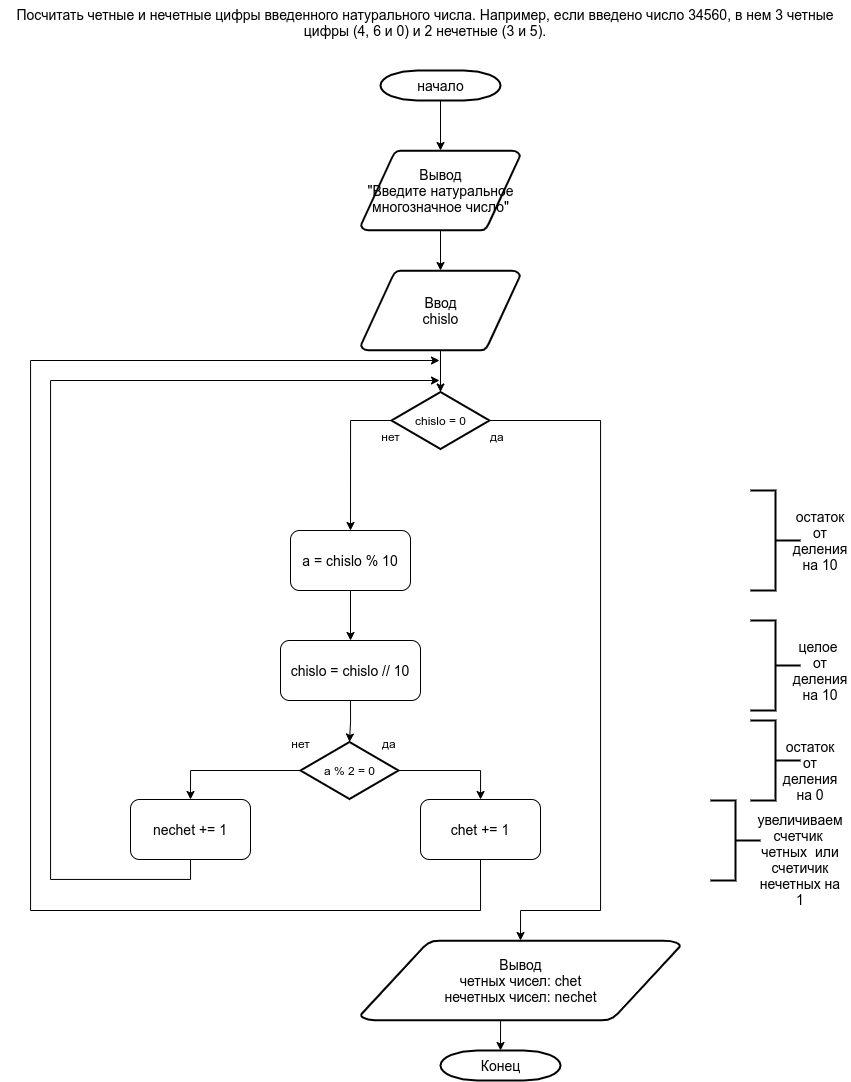 Посчитать четные и нечетные цифры введенного натурального числа. Например, если введено число 34560, в нем 3 четные
цифры (4, 6 и 0) и 2 нечетные (3 и 5).
начало
Вывод
"Введите натуральное
многозначное число"
Ввод
chislo
chislo = 0
нет
да
остаток
от
деления
на 10
a = chislo % 10
целое
от
деления
на 10
chislo = chislo // 10
нет
да
a % 2 = 0
остаток
от
деления
на 0
nechet += 1
chet += 1
увеличиваем
счетчик
четных или
счетичик
нечетных на
1
Вывод
четных чисел: chet
нечетных чисел: nechet
Конец